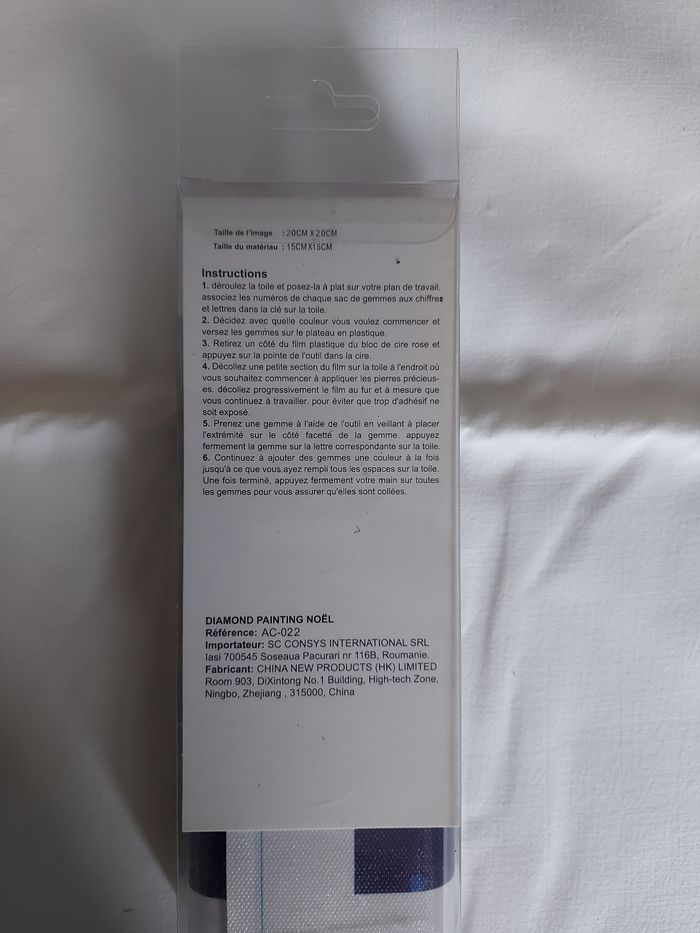 Taille de l'image : 20CM X20CM
Taille du matériau : 15CMX15CM
Instructions
1. déroulez la toile et posez-la à plat sur votre plan de travail.
associez les numéros de chaque sac de gemmes aux chiffres
et lettres dans la clé sur la toile.
2. Décidez avec quelle couleur vous voulez commencer et
versez les gemmes sur le plateau en plastique.
3. Retirez un côté du film plastique du bloc de cire rose et
appuyez sur la pointe de l'outil dans la cire.
4. Décollez une petite section du film sur la toile à l'endroit où
vous souhaitez commencer à appliquer les pierres précieus-
es. décollez progressivement le film au fur et à mesure que
vous continuez à travailler. pour éviter que trop d'adhésif ne
soit exposé.
5. Prenez une gemme à l'aide de l'outil en veillant à placer
l'extrémité sur le côté facetté de la gemme. appuyez
fermement la gemme sur la lettre correspondante sur la toile.
6. Continuez à ajouter des gemmes une couleur à la fois
jusqu'à ce que vous ayez rempli tous les espaces sur la toile.
Une fois terminé, appuyez fermement votre main sur toutes
les gemmes pour vous assurer qu'elles sont collées.
DIAMOND PAINTING NOËL
Référence: AC-022
Importateur: SC CONSYS INTERNATIONAL SRL
Iasi 700545 Soseaua Pacurari nr 116B, Roumanie.
Fabricant: CHINA NEW PRODUCTS (HK) LIMITED
Room 903, DiXintong No.1 Building, High-tech Zone,
Ningbo, Zhejiang , 315000, China